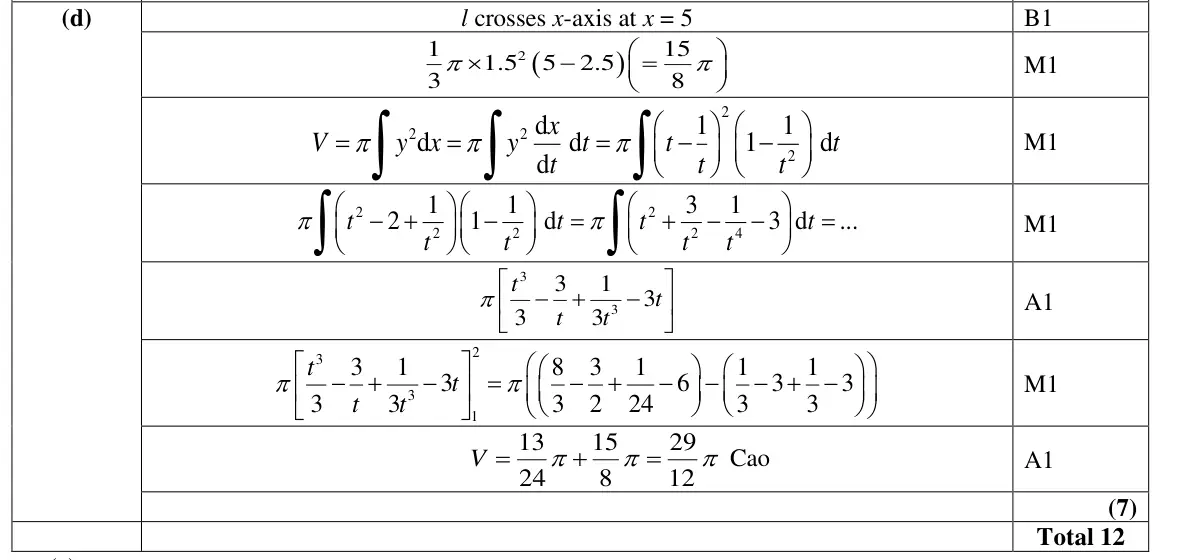 (d) l crosses x-axis at x = 5 B1
1/3 π × 1.5² (5 − 2.5) (= 15/8 π) M1
V = π∫ y²dx = π∫ y² dx/dt dt = π∫ (t − 1/t)² (1 − 1/t²) dt M1
π∫ (t² − 2 + 1/t²)(1 − 1/t²) dt = π∫ (t² + 3/t² − 1/t⁴ − 3) dt = ... M1
π[t³/3 − 3/t + 1/3t³ − 3t] A1
π[t³/3 − 3/t + 1/3t³ − 3t]₁² = π((8/3 − 3/2 + 1/24 − 6) − (1/3 − 3 + 1/3 − 3)) M1
V = 13/24 π + 15/8 π = 29/12 π Cao A1
(7)
Total 12